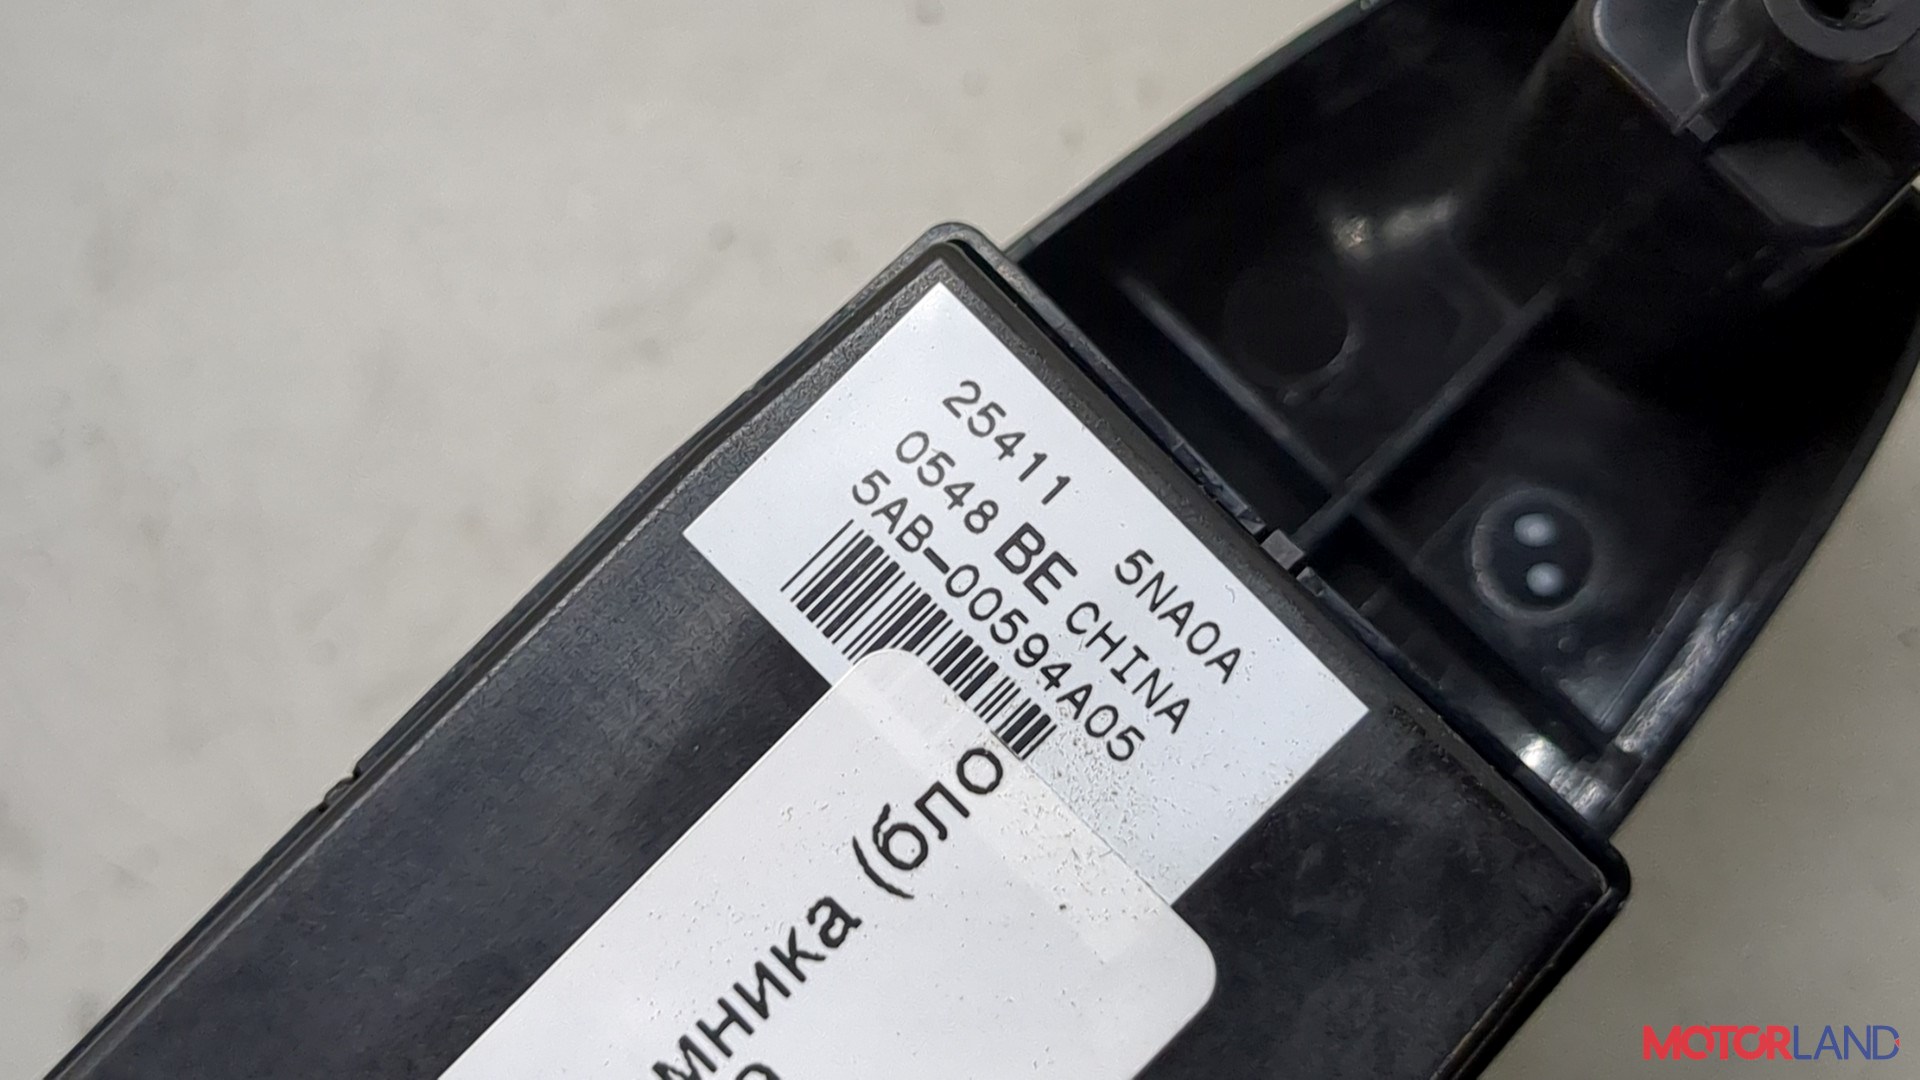 25411 5NA0A
0548 BE CHINA
5AB-00594A05
мника (бло
MOTORLAND